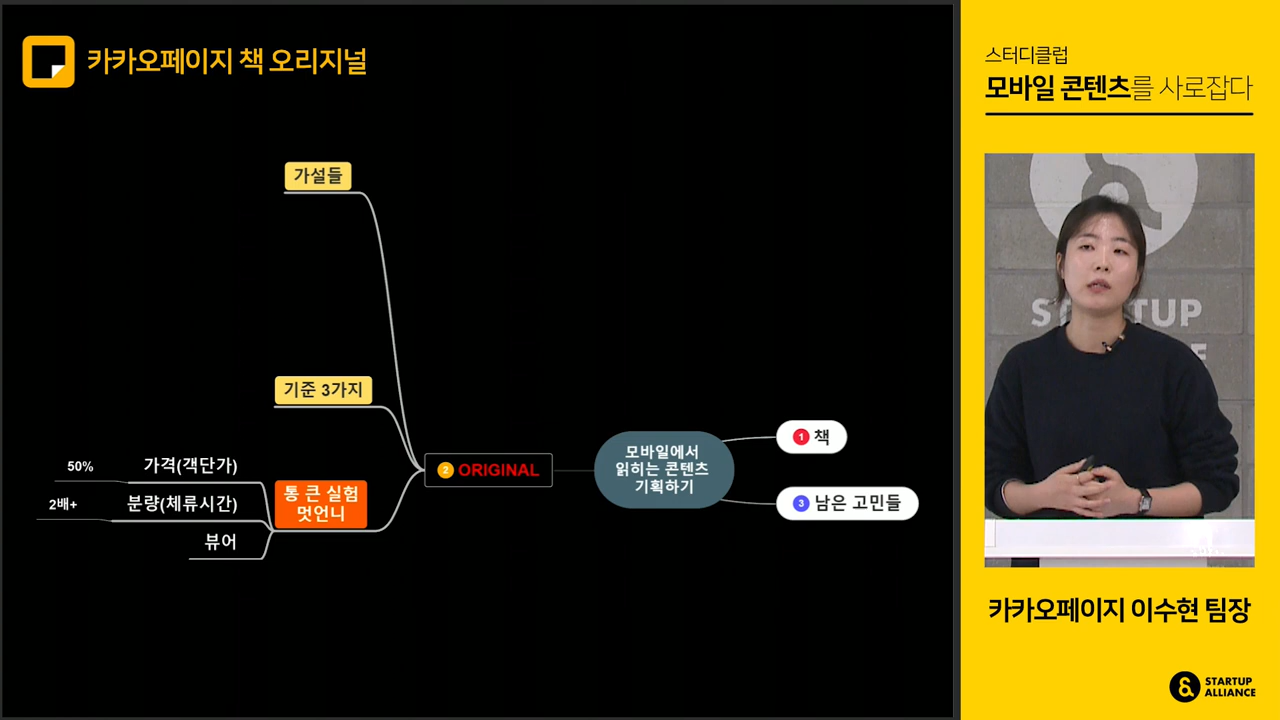 카카오페이지 책 오리지널
가설들
기준 3가지
50%
가격(객단가)
2배+
분량(체류시간)
뷰어
통 큰 실험
멋언니
2 ORIGINAL
모바일에서
읽히는 콘텐츠
기획하기
1 책
3 남은 고민들
스터디클럽
모바일 콘텐츠를 사로잡다
카카오페이지 이수현 팀장
STARTUP
ALLIANCE